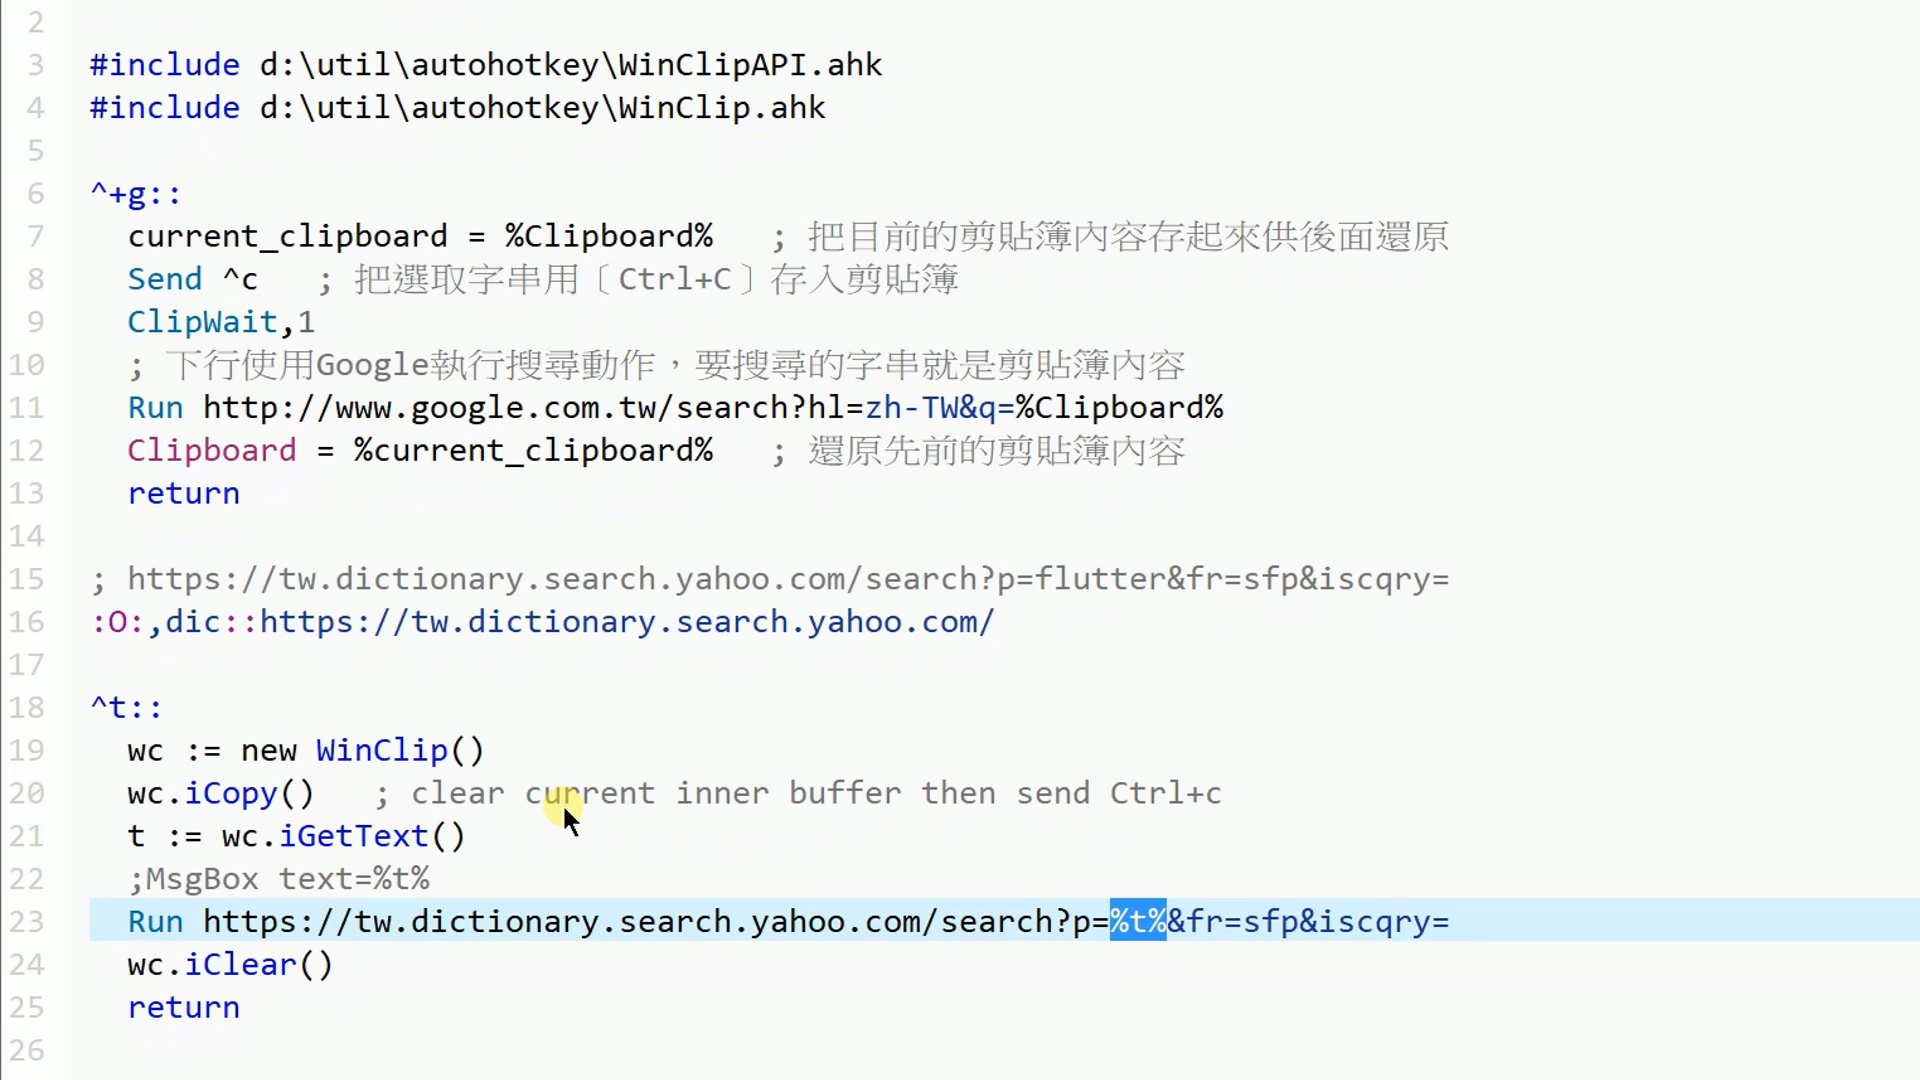 2
3 #include d:\util\autohotkey\WinClipAPI.ahk
4 #include d:\util\autohotkey\WinClip.ahk
5
6 ^+g::
7 current_clipboard = %Clipboard% ; 把目前的剪貼簿內容存起來供後面還原
8 Send ^c ; 把選取字串用〔Ctrl+C〕存入剪貼簿
9 ClipWait,1
10 ; 下行使用Google執行搜尋動作，要搜尋的字串就是剪貼簿內容
11 Run http://www.google.com.tw/search?hl=zh-TW&q=%Clipboard%
12 Clipboard = %current_clipboard% ; 還原先前的剪貼簿內容
13 return
14
15 ; https://tw.dictionary.search.yahoo.com/search?p=flutter&fr=sfp&iscqry=
16 :O:,dic::https://tw.dictionary.search.yahoo.com/
17
18 ^t::
19 wc := new WinClip()
20 wc.iCopy() ; clear current inner buffer then send Ctrl+c
21 t := wc.iGetText()
22 ;MsgBox text=%t%
23 Run https://tw.dictionary.search.yahoo.com/search?p=%t%&fr=sfp&iscqry=
24 wc.iClear()
25 return
26